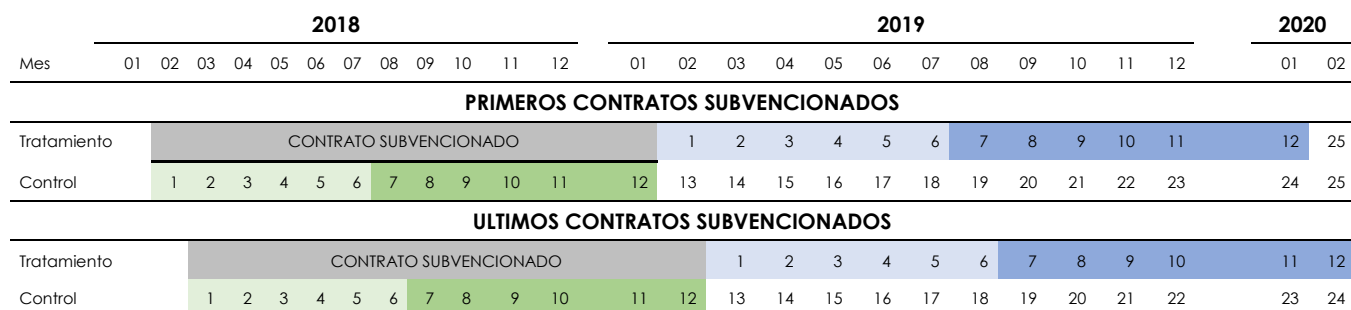 2018 2019 2020
Mes 01 02 03 04 05 06 07 08 09 10 11 12 01 02 03 04 05 06 07 08 09 10 11 12 01 02
PRIMEROS CONTRATOS SUBVENCIONADOS
Tratamiento CONTRATO SUBVENCIONADO 1 2 3 4 5 6 7 8 9 10 11 12 25
Control 1 2 3 4 5 6 7 8 9 10 11 12 13 14 15 16 17 18 19 20 21 22 23 24 25
ULTIMOS CONTRATOS SUBVENCIONADOS
Tratamiento CONTRATO SUBVENCIONADO 1 2 3 4 5 6 7 8 9 10 11 12
Control 1 2 3 4 5 6 7 8 9 10 11 12 13 14 15 16 17 18 19 20 21 22 23 24